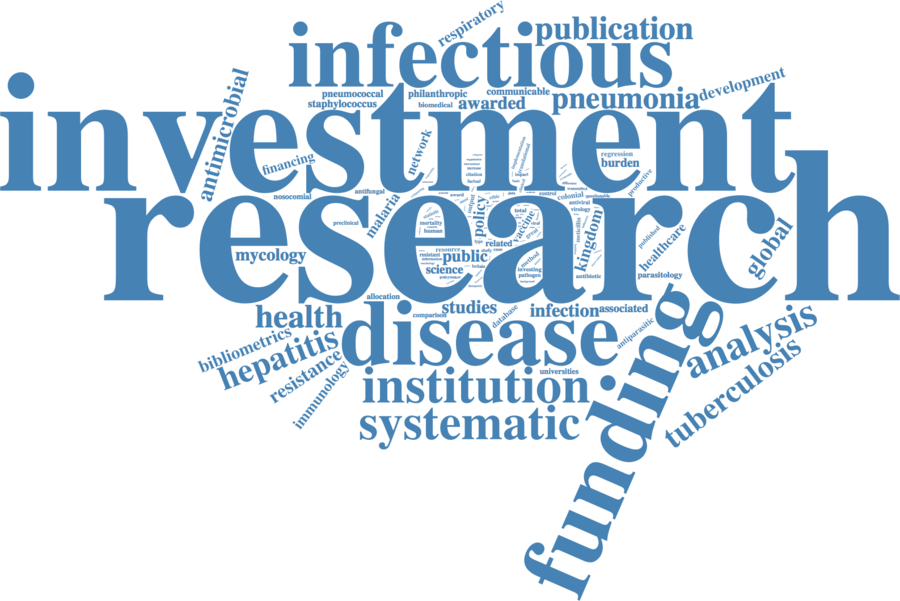 respiratory
publication
infectious
development
pneumococcal
philanthropic
communicable
staphylococcus
biomedical
awarded
pneumonia
investment
antimicrobial
financing
network
regression
burden
nosocomial
antifungal
productive
research
preclinical
malaria
mortality
human
policy
total
vaccine
colonial
control
antiviral
virology
kingdom
published
healthcare
global
mycology
resource
related
public
science
method
investing
pathogen
antibiotic
parasitology
allocation
health
studies
comparison
database
infection
associated
antiparasitic
disease
funding
bibliometrics
hepatitis
resistance
immunology
universities
institution
systematic
analysis
tuberculosis